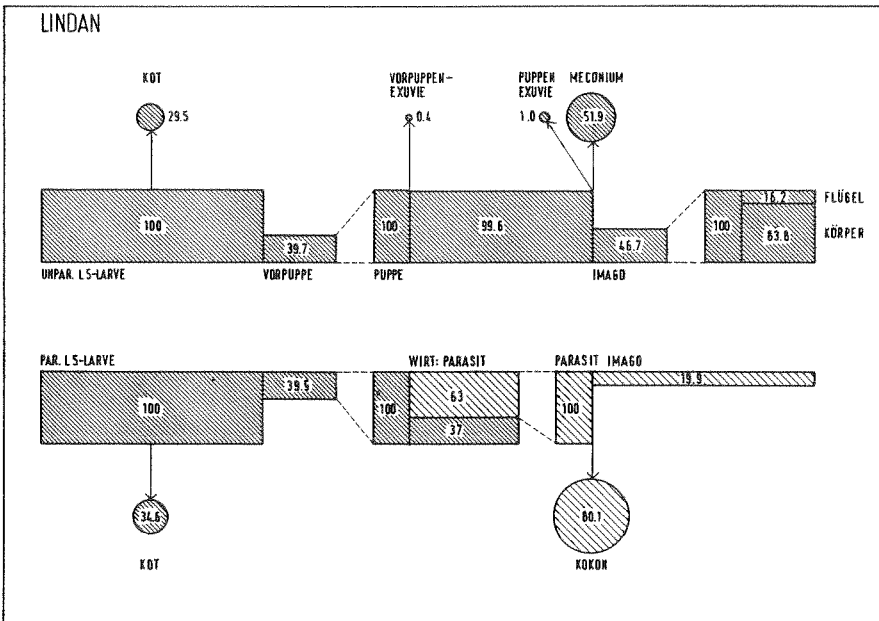 LINDAN
KOT
29.5
VORPUPPEN-
EXUVIE
0.4
PUPPEN
EXUVIE
1.0
MECONIUM
51.9
100
39.7
100
99.6
46.7
100
16.2
83.8
FLÜGEL
KÖRPER
UNPAR. L5-LARVE
VORPUPPE
PUPPE
IMAGO
PAR. L5-LARVE
WIRT: PARASIT
PARASIT IMAGO
100
39.5
100
63
37
100
19.9
34.6
80.1
KOT
KOKON